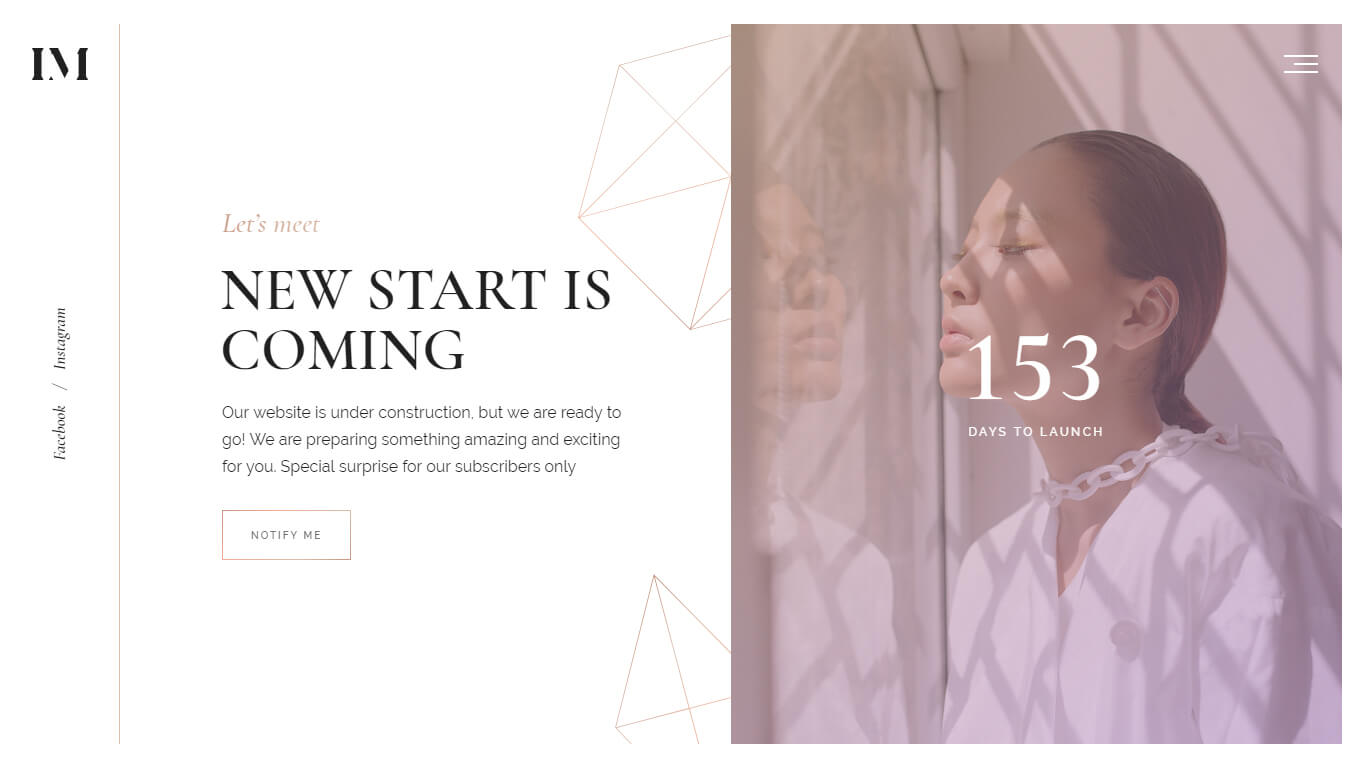 IM
Facebook / Instagram
Let's meet
NEW START IS
COMING
Our website is under construction, but we are ready to
go! We are preparing something amazing and exciting
for you. Special surprise for our subscribers only
NOTIFY ME
153
DAYS TO LAUNCH